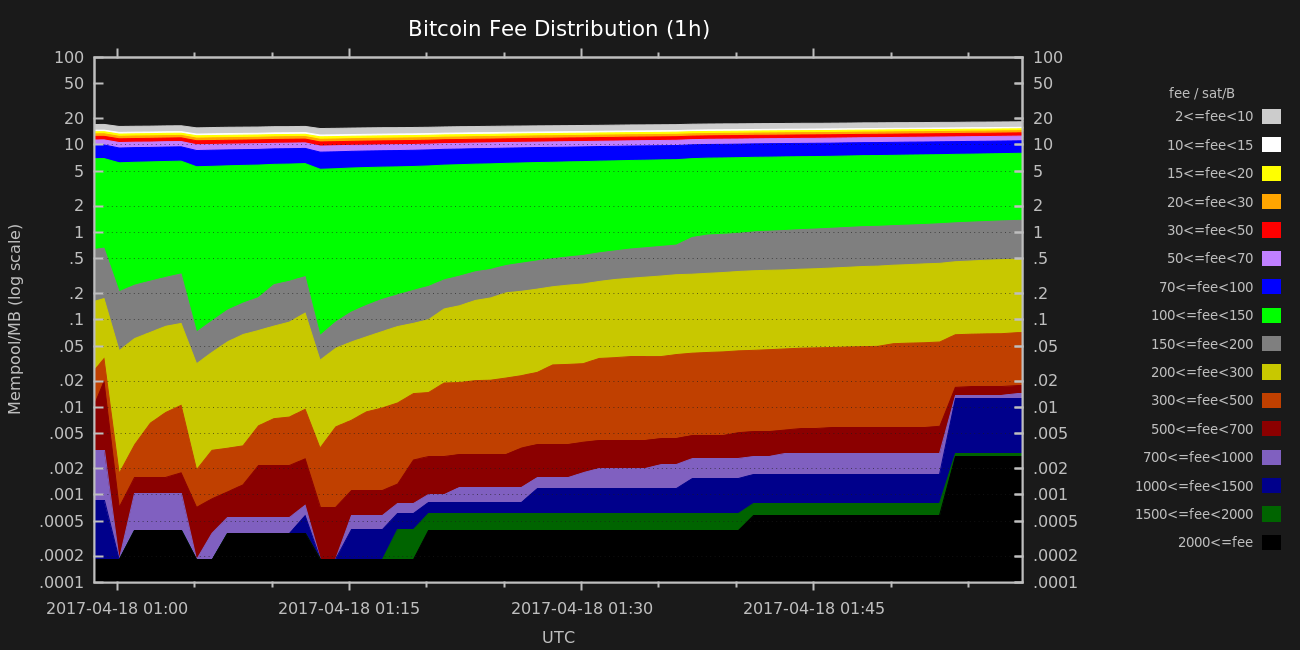 Bitcoin Fee Distribution (1h)
Mempool/MB (log scale)
100
50
20
10
5
2
1
.5
.2
.1
.05
.02
.01
.005
.002
.001
.0005
.0002
.0001
100
50
20
10
5
2
1
.5
.2
.1
.05
.02
.01
.005
.002
.001
.0005
.0002
.0001
2017-04-18 01:00 2017-04-18 01:15 2017-04-18 01:30 2017-04-18 01:45
UTC
fee / sat/B
2<=fee<10
10<=fee<15
15<=fee<20
20<=fee<30
30<=fee<50
50<=fee<70
70<=fee<100
100<=fee<150
150<=fee<200
200<=fee<300
300<=fee<500
500<=fee<700
700<=fee<1000
1000<=fee<1500
1500<=fee<2000
2000<=fee